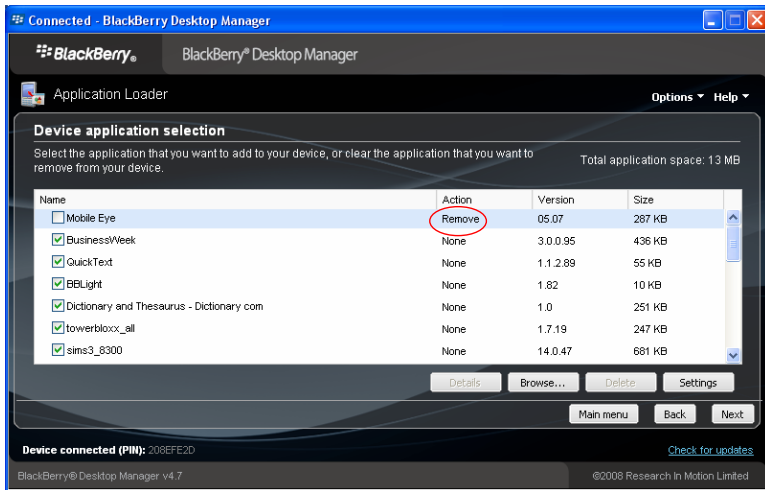 Connected - BlackBerry Desktop Manager
BlackBerry® BlackBerry® Desktop Manager
Application Loader Options Help
Device application selection
Select the application that you want to add to your device, or clear the application that you want to
remove from your device.
Total application space: 13 MB
Name Action Version Size
Mobile Eye Remove 05.07 287 KB
BusinessWeek None 3.0.0.95 436 KB
QuickText None 1.1.2.89 55 KB
BBLight None 1.82 10 KB
Dictionary and Thesaurus - Dictionary com None 1.0 251 KB
towerbloxx_all None 1.7.19 247 KB
sims3_8300 None 14.0.47 681 KB
Details Browse... Delete Settings
Main menu Back Next
Device connected (PIN): 208EFE2D Check for updates
BlackBerry® Desktop Manager v4.7 ©2008 Research In Motion Limited